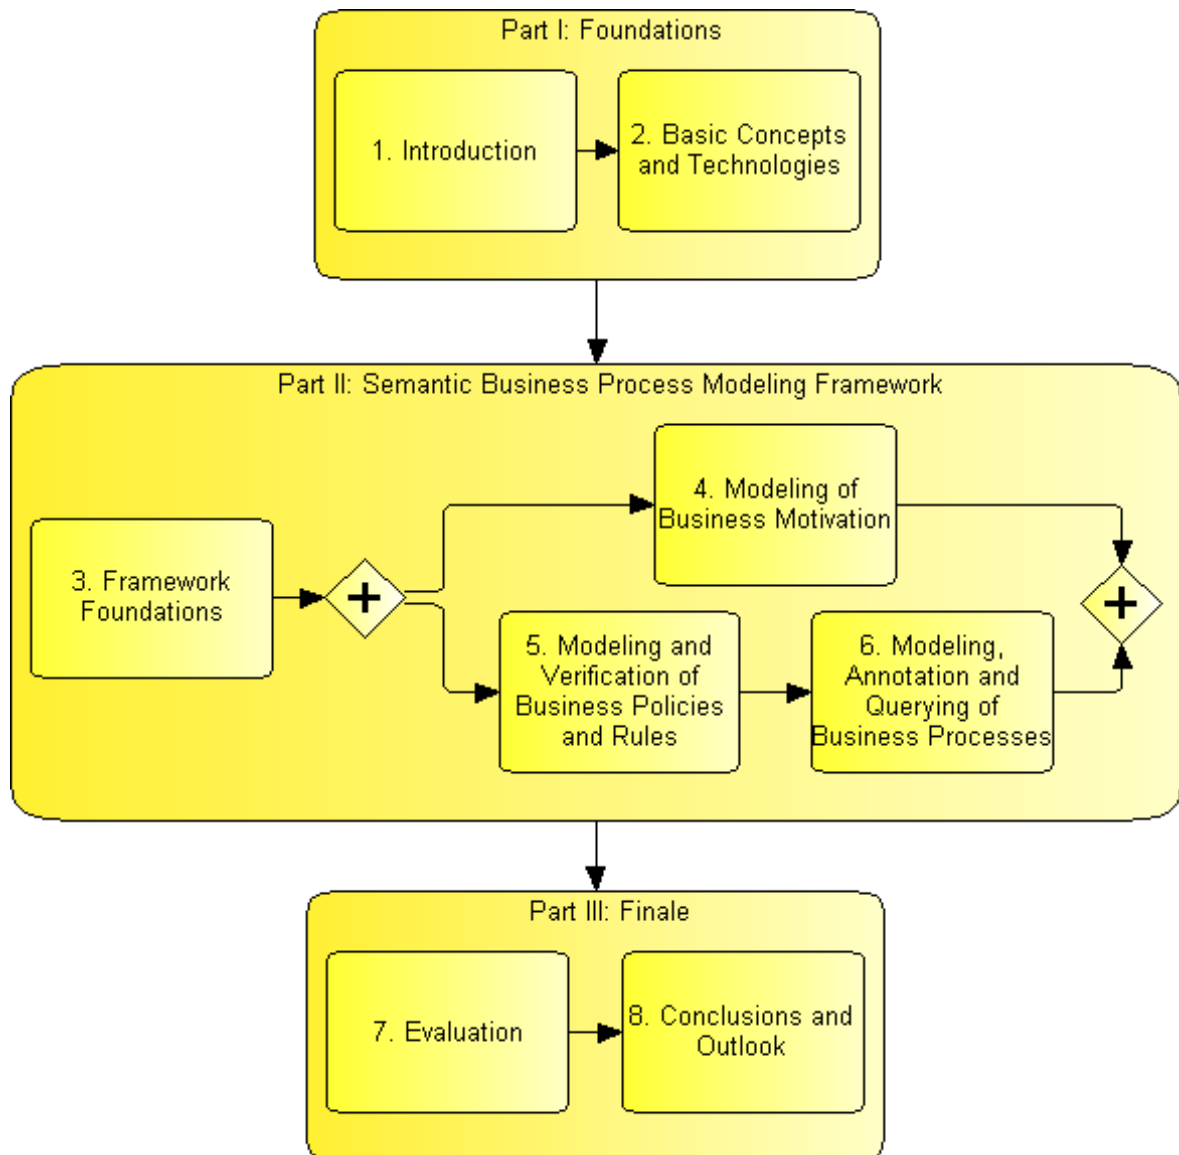 Part I: Foundations
1. Introduction
2. Basic Concepts
and Technologies
Part II: Semantic Business Process Modeling Framework
3. Framework
Foundations
4. Modeling of
Business Motivation
5. Modeling and
Verification of
Business Policies
and Rules
6. Modeling,
Annotation and
Querying of
Business Processes
Part III: Finale
7. Evaluation
8. Conclusions and
Outlook